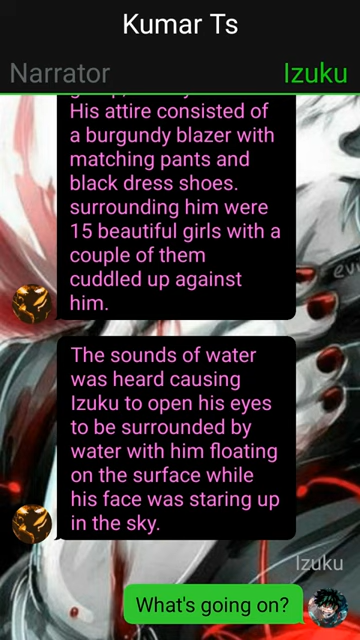 Kumar Ts
Narrator
Izuku
His attire consisted of
a burgundy blazer with
matching pants and
black dress shoes.
surrounding him were
15 beautiful girls with a
couple of them
cuddled up against
him.
The sounds of water
was heard causing
Izuku to open his eyes
to be surrounded by
water with him floating
on the surface while
his face was staring up
in the sky.
Izuku
What's going on?